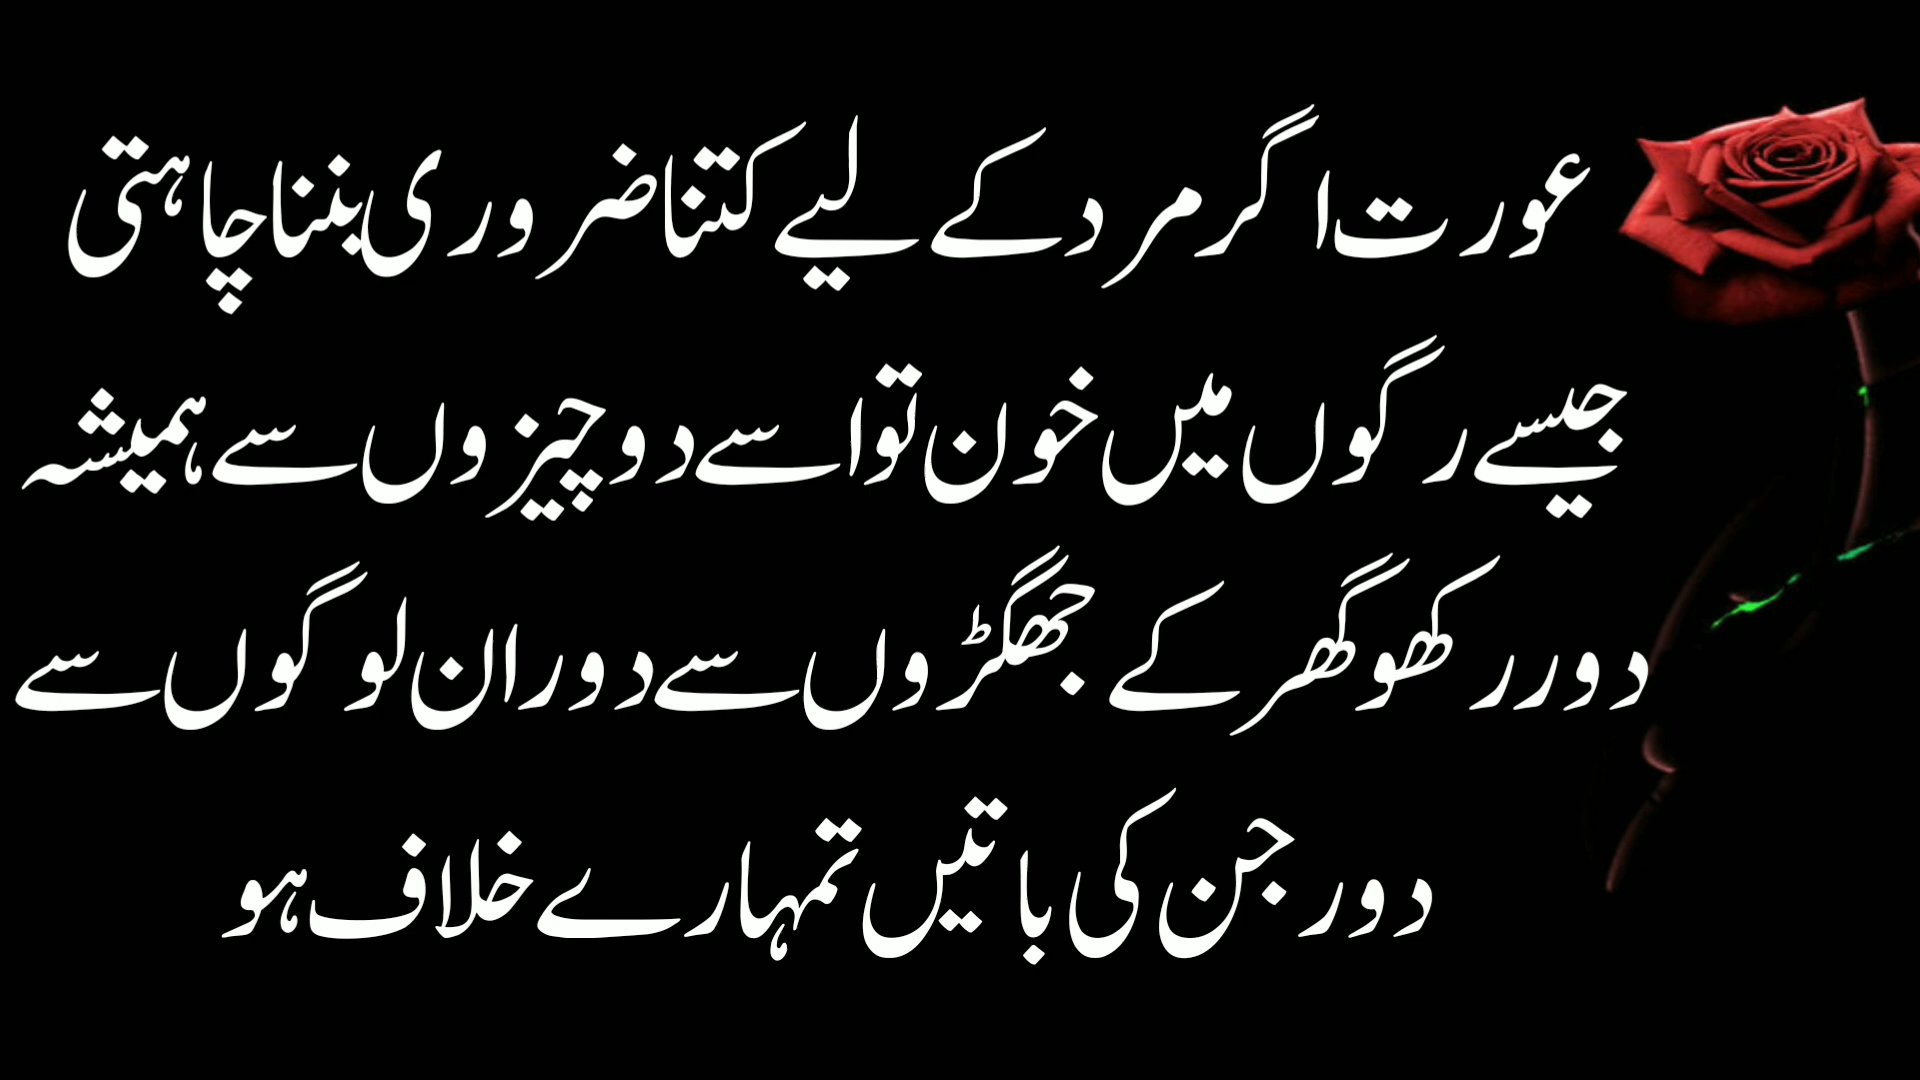 عورت اگر مرد کے لیے کتنا ضروری بننا چاہتی
جیسے رگوں میں خون تو اسے دو چیزوں سے ہمیشہ
دور رکھو گھر کے جھگڑوں سے دور ان لوگوں سے
دور جن کی باتیں تمہارے خلاف ہو